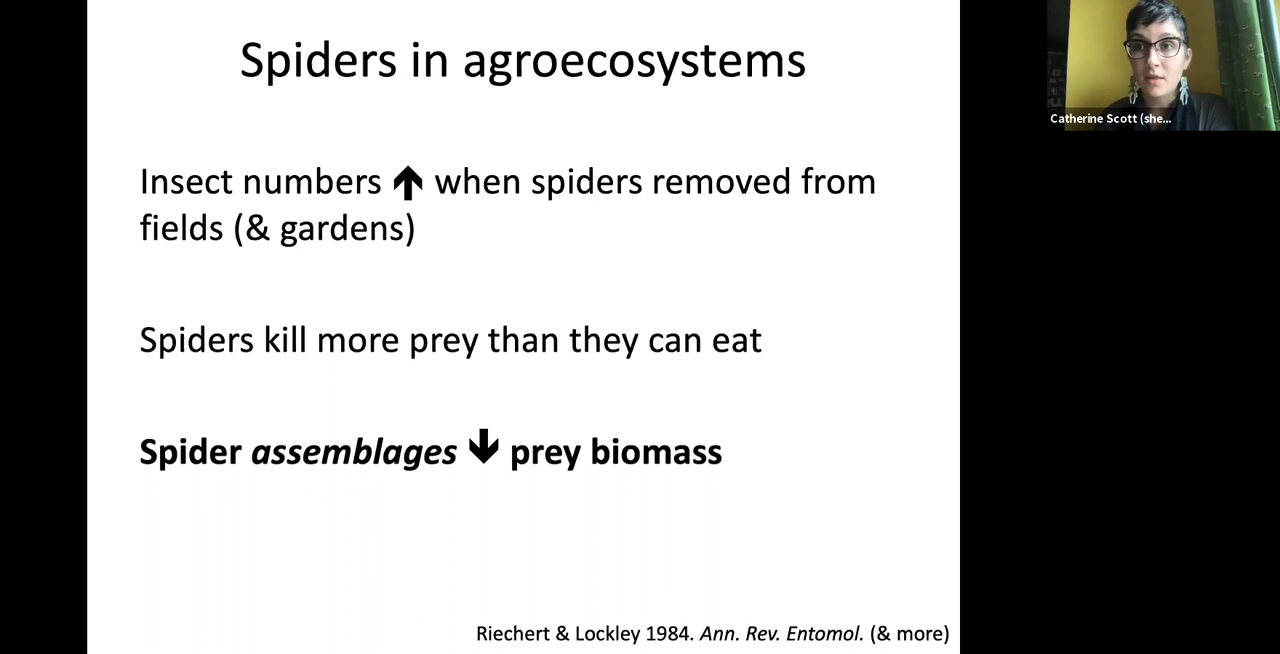 Spiders in agroecosystems
Catherine Scott (she...
Insect numbers ↑ when spiders removed from
fields (& gardens)
Spiders kill more prey than they can eat
Spider assemblages ↓ prey biomass
Riechert & Lockley 1984. Ann. Rev. Entomol. (& more)